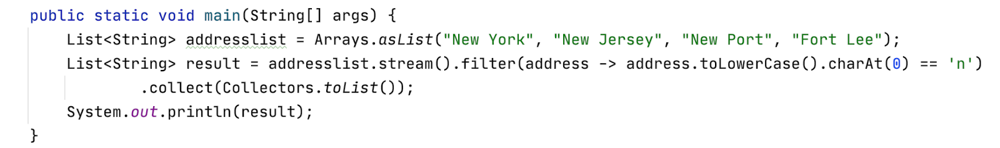 public static void main(String[] args) {
List<String> addresslist = Arrays.asList("New York", "New Jersey", "New Port", "Fort Lee");
List<String> result = addresslist.stream().filter(address -> address.toLowerCase().charAt(0) == 'n')
.collect(Collectors.toList());
System.out.println(result);
}